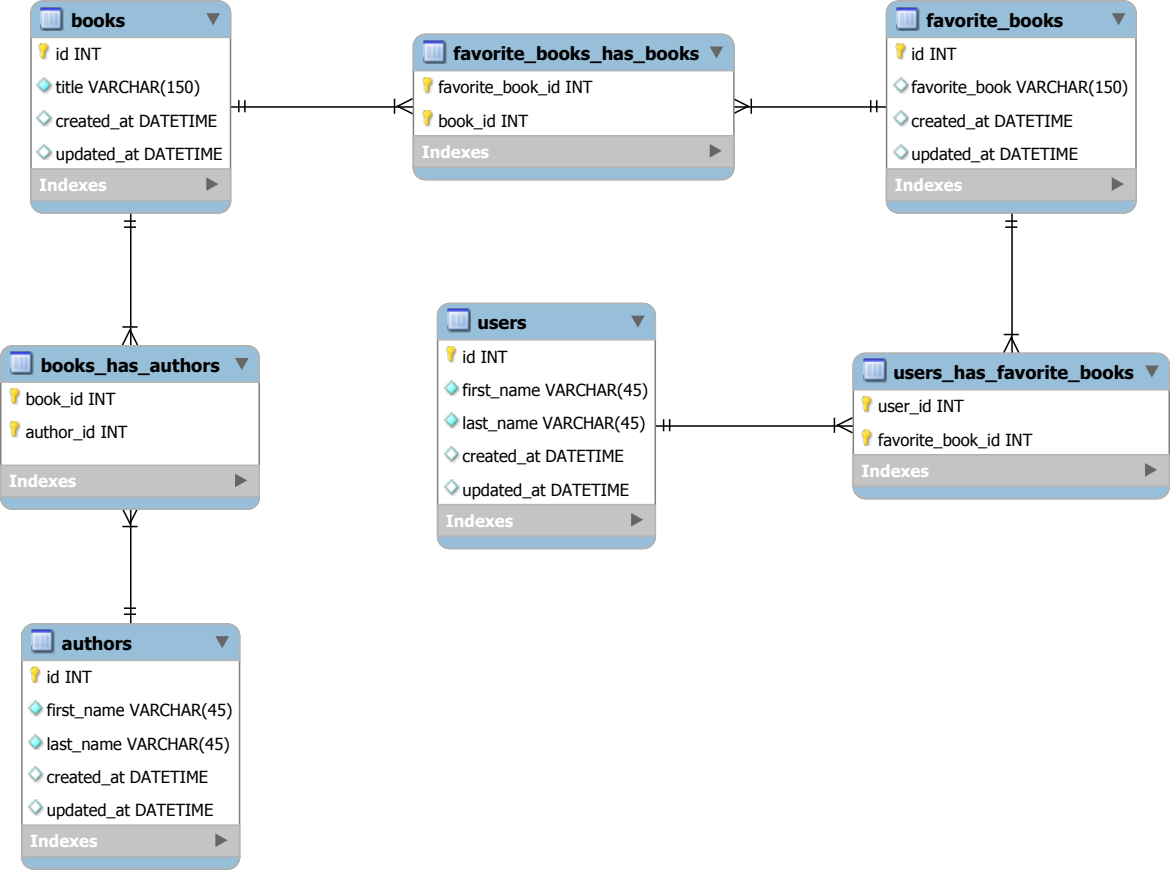 books
id INT
title VARCHAR(150)
created_at DATETIME
updated_at DATETIME
Indexes
favorite_books_has_books
favorite_book_id INT
book_id INT
Indexes
favorite_books
id INT
favorite_book VARCHAR(150)
created_at DATETIME
updated_at DATETIME
Indexes
books_has_authors
book_id INT
author_id INT
Indexes
users
id INT
first_name VARCHAR(45)
last_name VARCHAR(45)
created_at DATETIME
updated_at DATETIME
Indexes
users_has_favorite_books
user_id INT
favorite_book_id INT
Indexes
authors
id INT
first_name VARCHAR(45)
last_name VARCHAR(45)
created_at DATETIME
updated_at DATETIME
Indexes